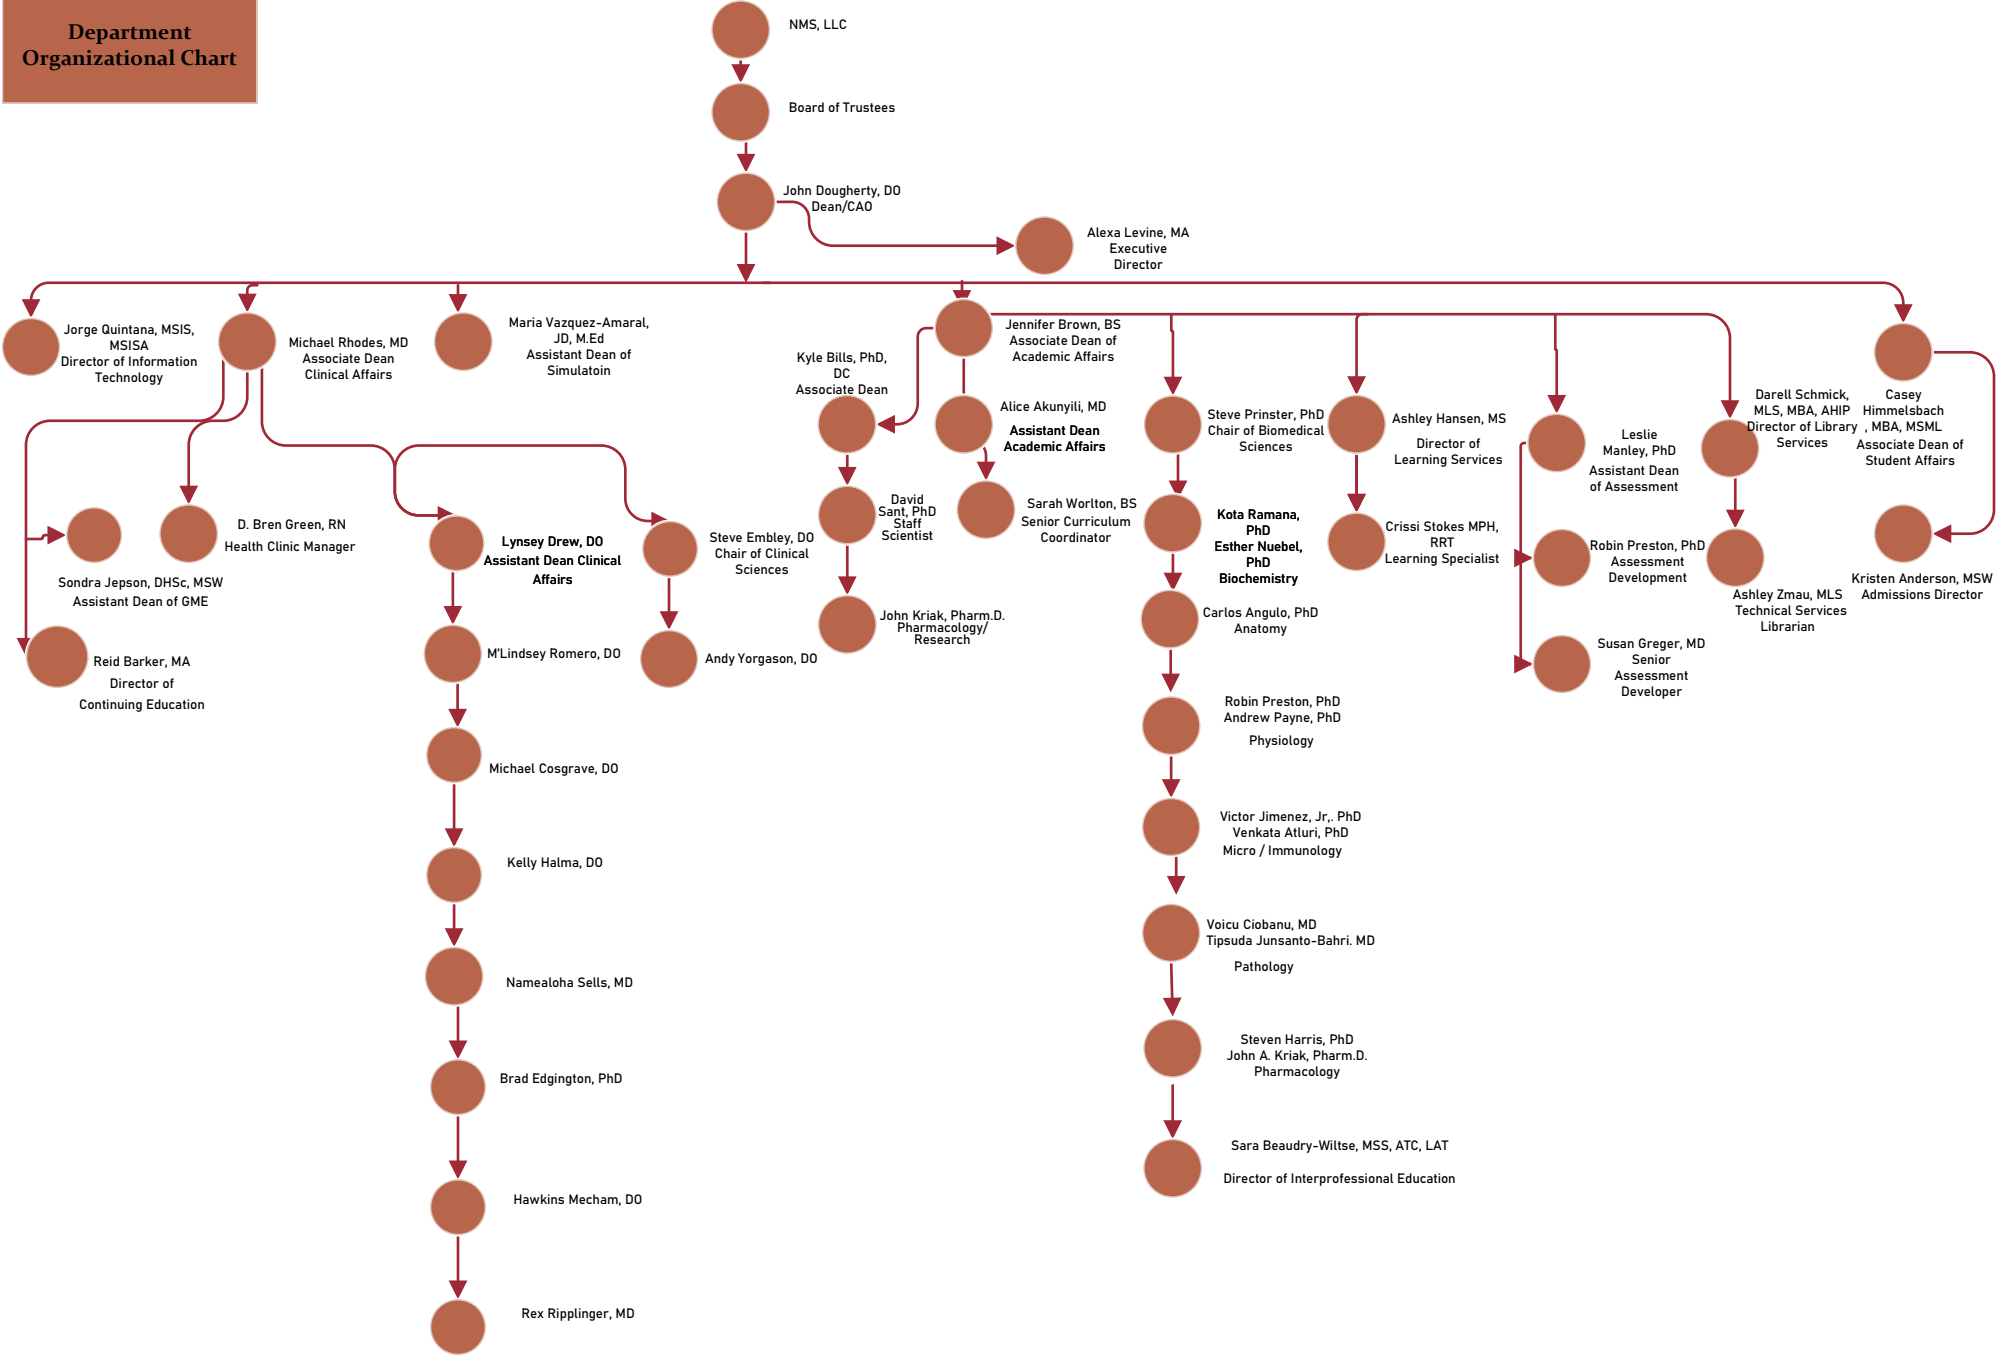 Department
Organizational Chart
NMS, LLC
Board of Trustees
John Dougherty, DO
Dean/CAO
Alexa Levine, MA
Executive
Director
Jorge Quintana, MSIS,
MSISA
Director of Information
Technology
Michael Rhodes, MD
Associate Dean
Clinical Affairs
Maria Vazquez-Amaral,
JD, M.Ed
Assistant Dean of
Simulatoin
Jennifer Brown, BS
Associate Dean of
Academic Affairs
Kyle Bills, PhD,
DC
Associate Dean
Alice Akunyili, MD
Assistant Dean
Academic Affairs
Steve Prinster, PhD
Chair of Biomedical
Sciences
Ashley Hansen, MS
Director of
Learning Services
Leslie
Manley, PhD
Assistant Dean
of Assessment
Darell Schmick,
MLS, MBA, AHIP
Director of Library
Services
Casey
Himmelsbach
, MBA, MSML
Associate Dean of
Student Affairs
Sondra Jepson, DHSc, MSW
Assistant Dean of GME
D. Bren Green, RN
Health Clinic Manager
Lynsey Drew, DO
Assistant Dean Clinical
Affairs
Steve Embley, DO
Chair of Clinical
Sciences
David
Sant, PhD
Staff
Scientist
Sarah Worlton, BS
Senior Curriculum
Coordinator
Kota Ramana,
PhD
Esther Nuebel,
PhD
Biochemistry
Crissi Stokes MPH,
RRT
Learning Specialist
Robin Preston, PhD
Assessment
Development
Ashley Zmau, MLS
Technical Services
Librarian
Kristen Anderson, MSW
Admissions Director
Reid Barker, MA
Director of
Continuing Education
M'Lindsey Romero, DO
Andy Yorgason, DO
John Kriak, Pharm.D.
Pharmacology/
Research
Carlos Angulo, PhD
Anatomy
Susan Greger, MD
Senior
Assessment
Developer
Michael Cosgrave, DO
Robin Preston, PhD
Andrew Payne, PhD
Physiology
Kelly Halma, DO
Victor Jimenez, Jr,. PhD
Venkata Atluri, PhD
Micro / Immunology
Namealoha Sells, MD
Voicu Ciobanu, MD
Tipsuda Junsanto-Bahri. MD
Pathology
Brad Edgington, PhD
Steven Harris, PhD
John A. Kriak, Pharm.D.
Pharmacology
Hawkins Mecham, DO
Sara Beaudry-Wiltse, MSS, ATC, LAT
Director of Interprofessional Education
Rex Ripplinger, MD